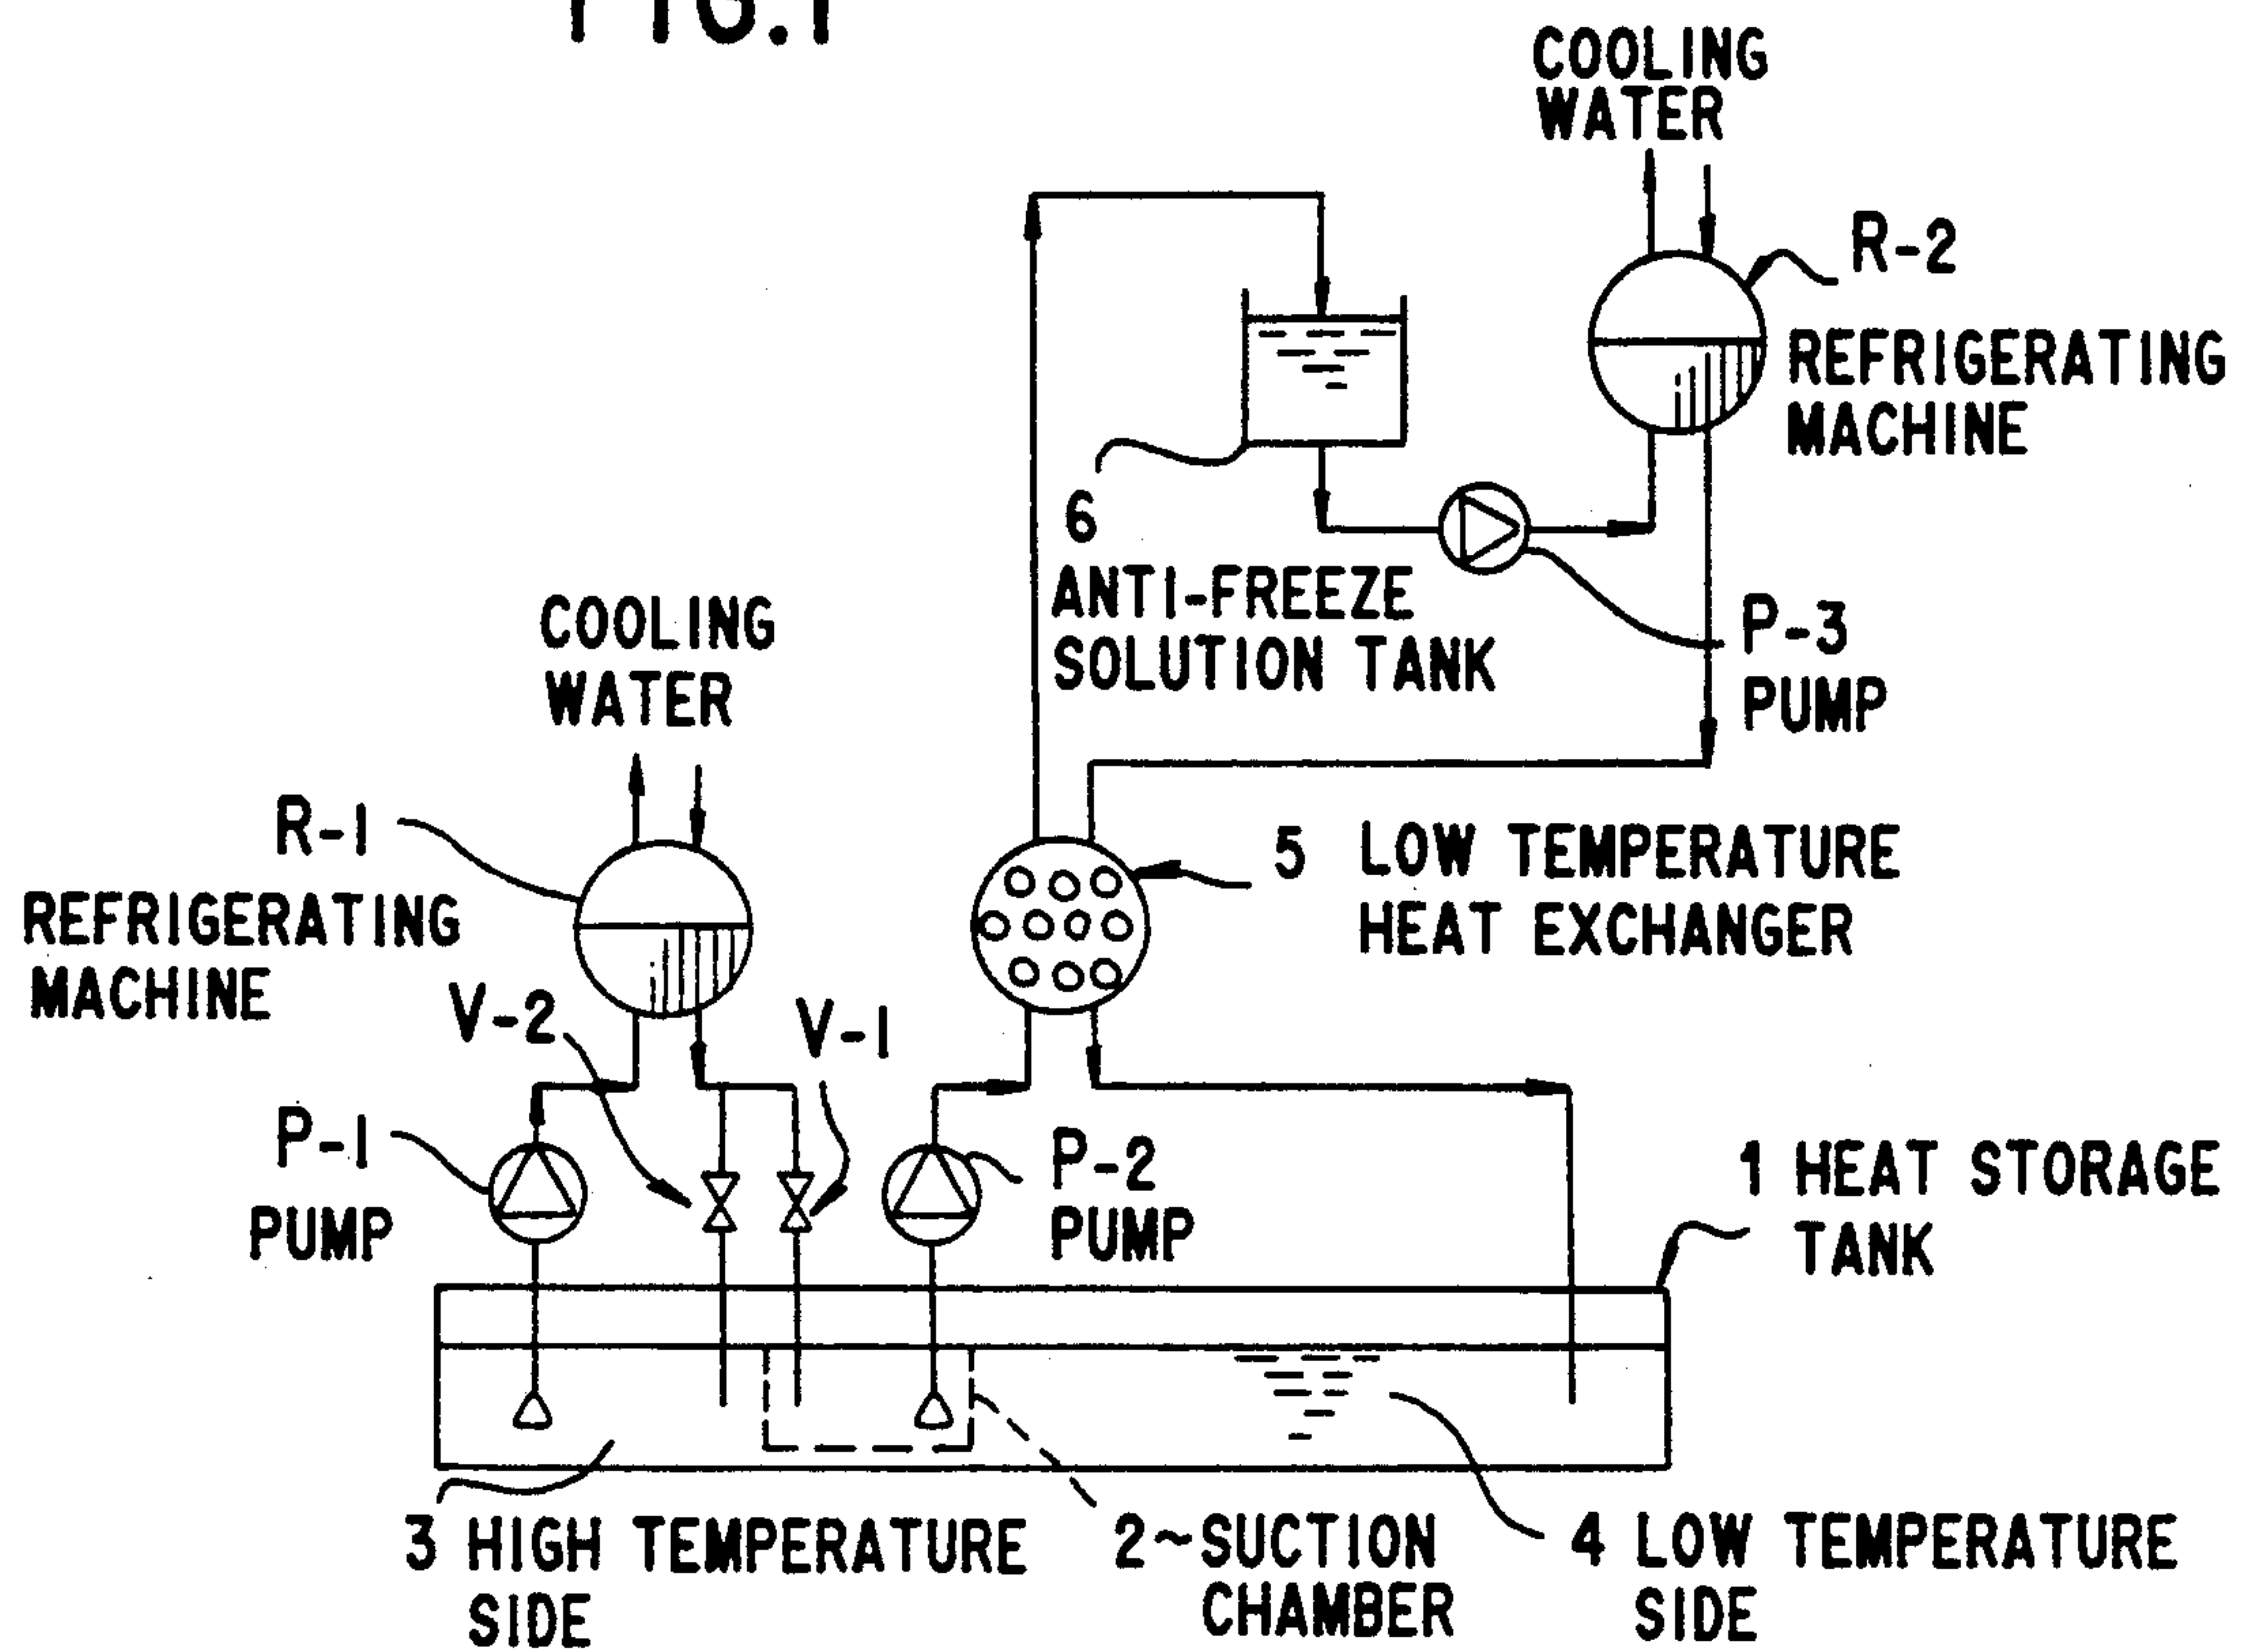 FIG.1
COOLING
WATER
R-2
REFRIGERATING
MACHINE
6
ANTI-FREEZE
SOLUTION TANK
P-3
PUMP
COOLING
WATER
R-1
REFRIGERATING
MACHINE
5 LOW TEMPERATURE
HEAT EXCHANGER
V-2
V-1
P-1
PUMP
P-2
PUMP
1 HEAT STORAGE
TANK
3 HIGH TEMPERATURE
SIDE
2~SUCTION
CHAMBER
4 LOW TEMPERATURE
SIDE